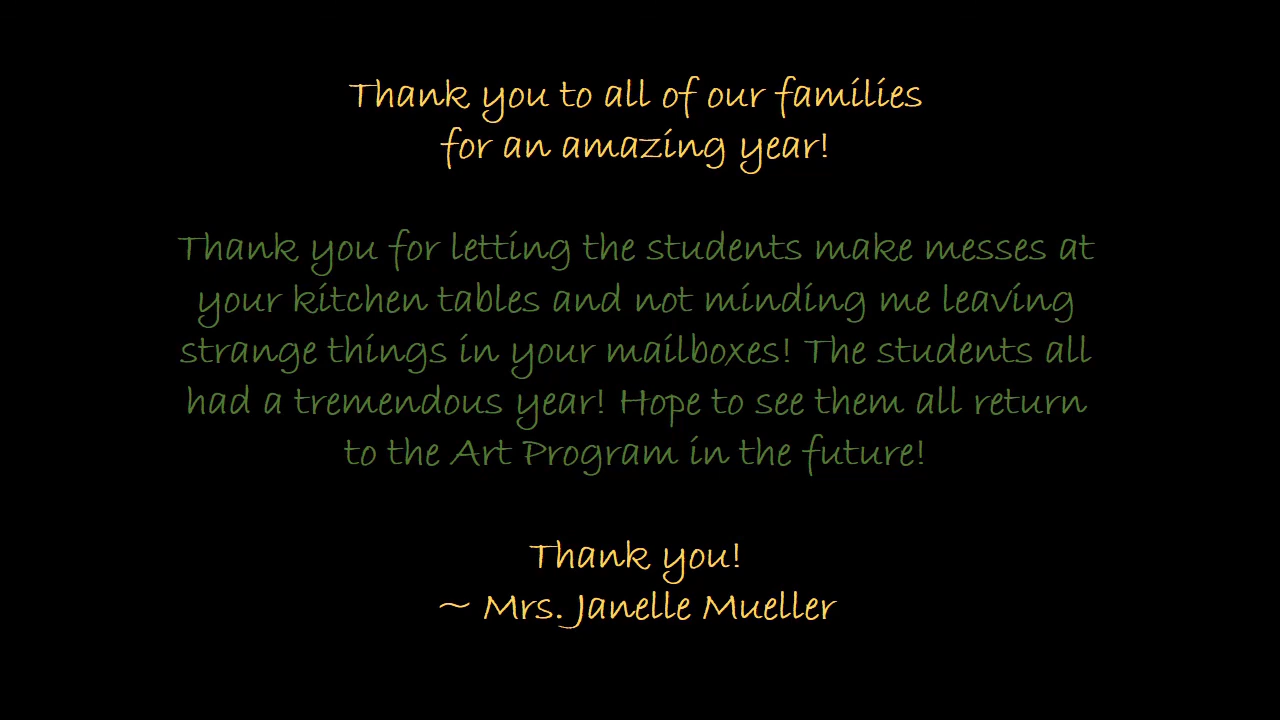 Thank you to all of our families
for an amazing year!
Thank you for letting the students make messes at
your kitchen tables and not minding me leaving
strange things in your mailboxes! The students all
had a tremendous year! Hope to see them all return
to the Art Program in the future!
Thank you!
~ Mrs. Janelle Mueller